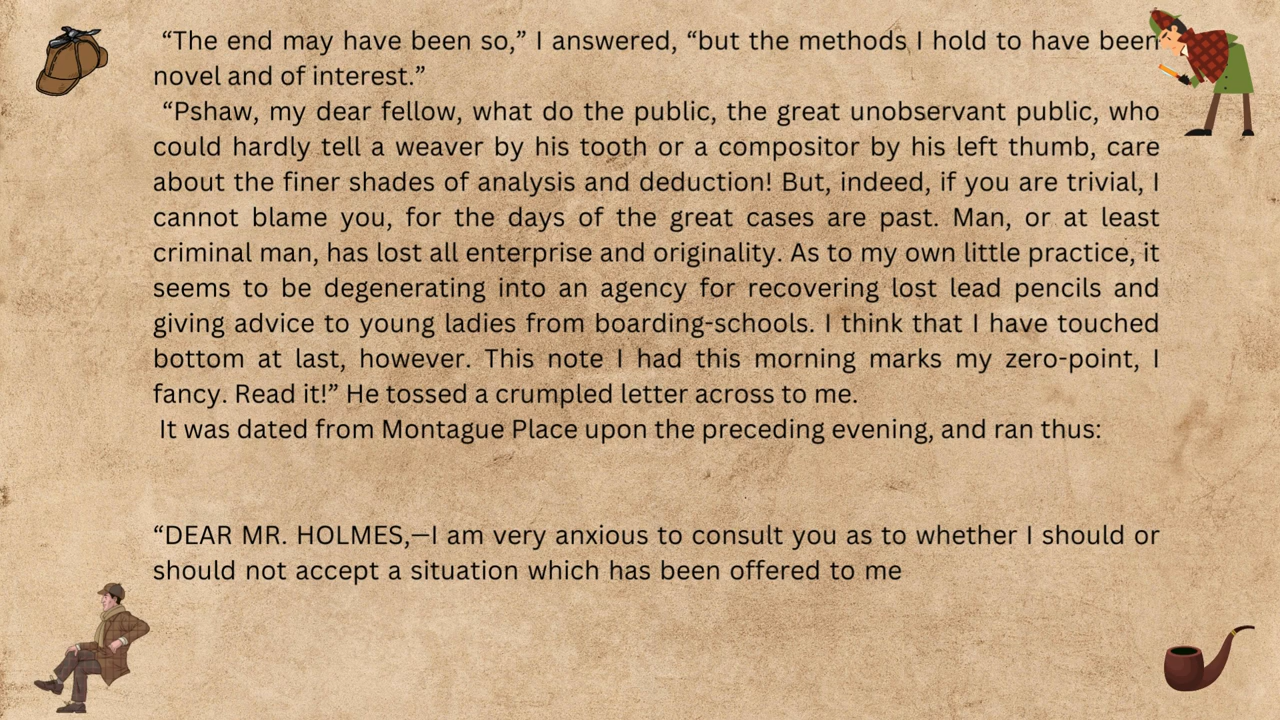 “The end may have been so,” I answered, “but the methods I hold to have been
novel and of interest.”
“Pshaw, my dear fellow, what do the public, the great unobservant public, who
could hardly tell a weaver by his tooth or a compositor by his left thumb, care
about the finer shades of analysis and deduction! But, indeed, if you are trivial, I
cannot blame you, for the days of the great cases are past. Man, or at least
criminal man, has lost all enterprise and originality. As to my own little practice, it
seems to be degenerating into an agency for recovering lost lead pencils and
giving advice to young ladies from boarding-schools. I think that I have touched
bottom at last, however. This note I had this morning marks my zero-point, I
fancy. Read it!” He tossed a crumpled letter across to me.
It was dated from Montague Place upon the preceding evening, and ran thus:
“DEAR MR. HOLMES,—I am very anxious to consult you as to whether I should or
should not accept a situation which has been offered to me